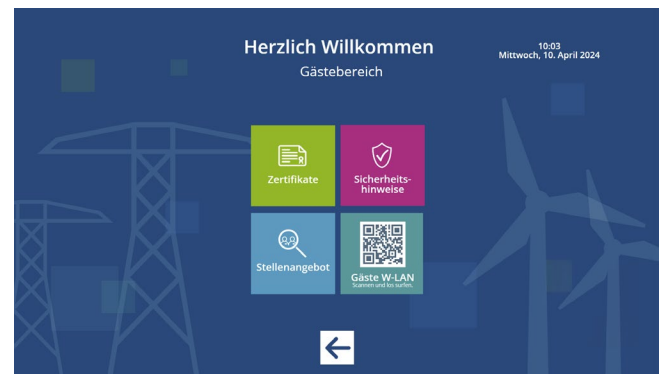 Herzlich Willkommen
Gästebereich
10:03
Mittwoch, 10. April 2024
Zertifikate
Sicherheits-
hinweise
Stellenangebot
Gäste W-LAN
Scannen und los surfen.